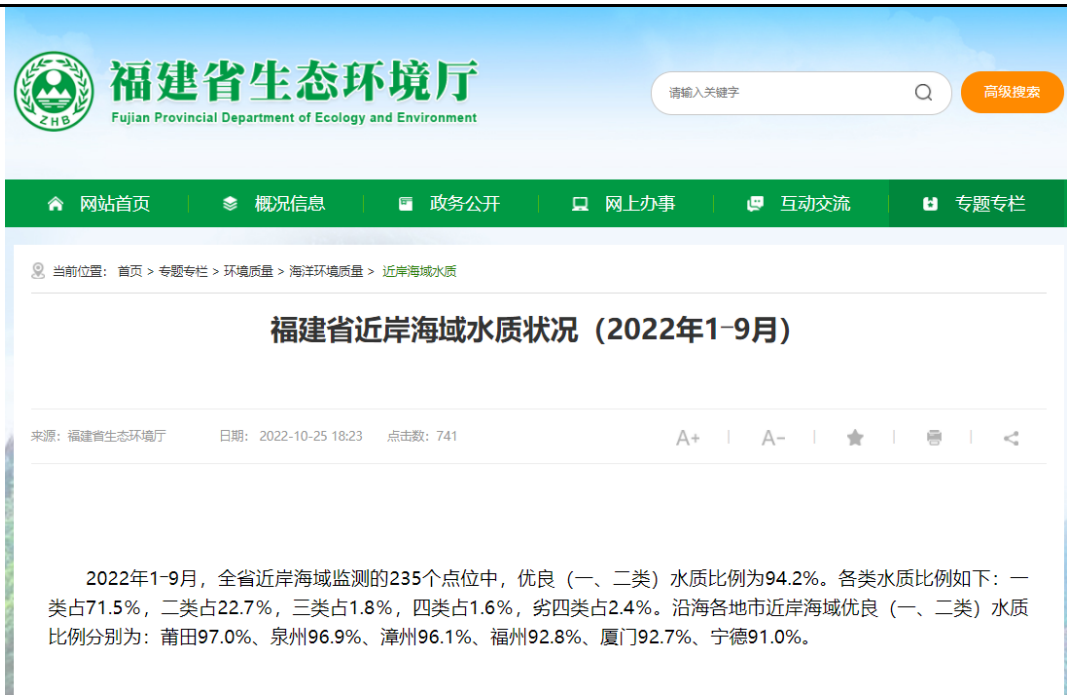 福建省生态环境厅
Fujian Provincial Department of Ecology and Environment
ZHB
请输入关键字
高级搜索
网站首页
概况信息
政务公开
网上办事
互动交流
专题专栏
当前位置： 首页 > 专题专栏 > 环境质量 > 海洋环境质量 > 近岸海域水质
福建省近岸海域水质状况（2022年1-9月）
来源：福建省生态环境厅 日期： 2022-10-25 18:23 点击数：741
A+ A-
2022年1-9月，全省近岸海域监测的235个点位中，优良（一、二类）水质比例为94.2%。各类水质比例如下：一
类占71.5%，二类占22.7%，三类占1.8%，四类占1.6%，劣四类占2.4%。沿海各地市近岸海域优良（一、二类）水质
比例分别为：莆田97.0%、泉州96.9%、漳州96.1%、福州92.8%、厦门92.7%、宁德91.0%。